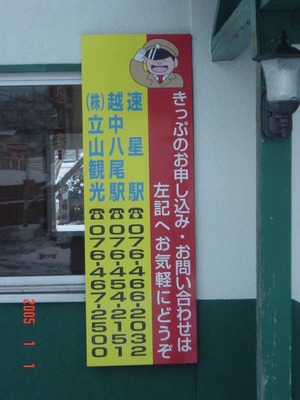 きっぷのお申し込み・お問い合わせは
左記へお気軽にどうぞ
速星駅☎076-466-2032
越中八尾駅☎076-454-2151
(株)立山観光☎076-467-2500
2005 1 1